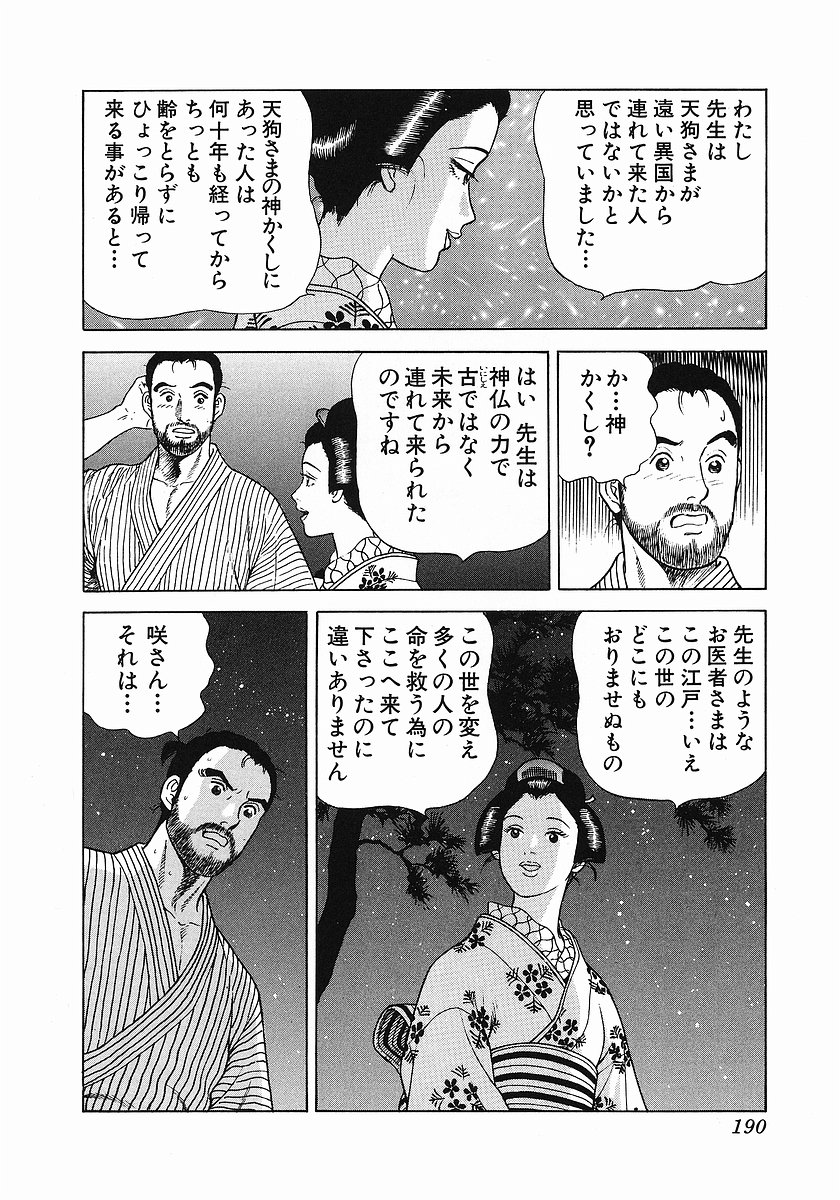 わたし
先生は
天狗さまが
遠い異国から
連れて来た人
ではないかと
思っていました…
天狗さまの神かくしに
あった人は
何十年も経ってから
ちっとも
齢をとらずに
ひょっこり帰って
来る事があると…
か…神
かくし?
はい 先生は
神仏の力で
古ではなく
いにしえ
未来から
連れて来られた
のですね
先生のような
お医者さまは
この江戸…いえ
この世の
どこにも
おりませぬもの
この世を変え
多くの人の
命を救う為に
ここへ来て
下さったのに
違いありません
咲さん…
それは…
190